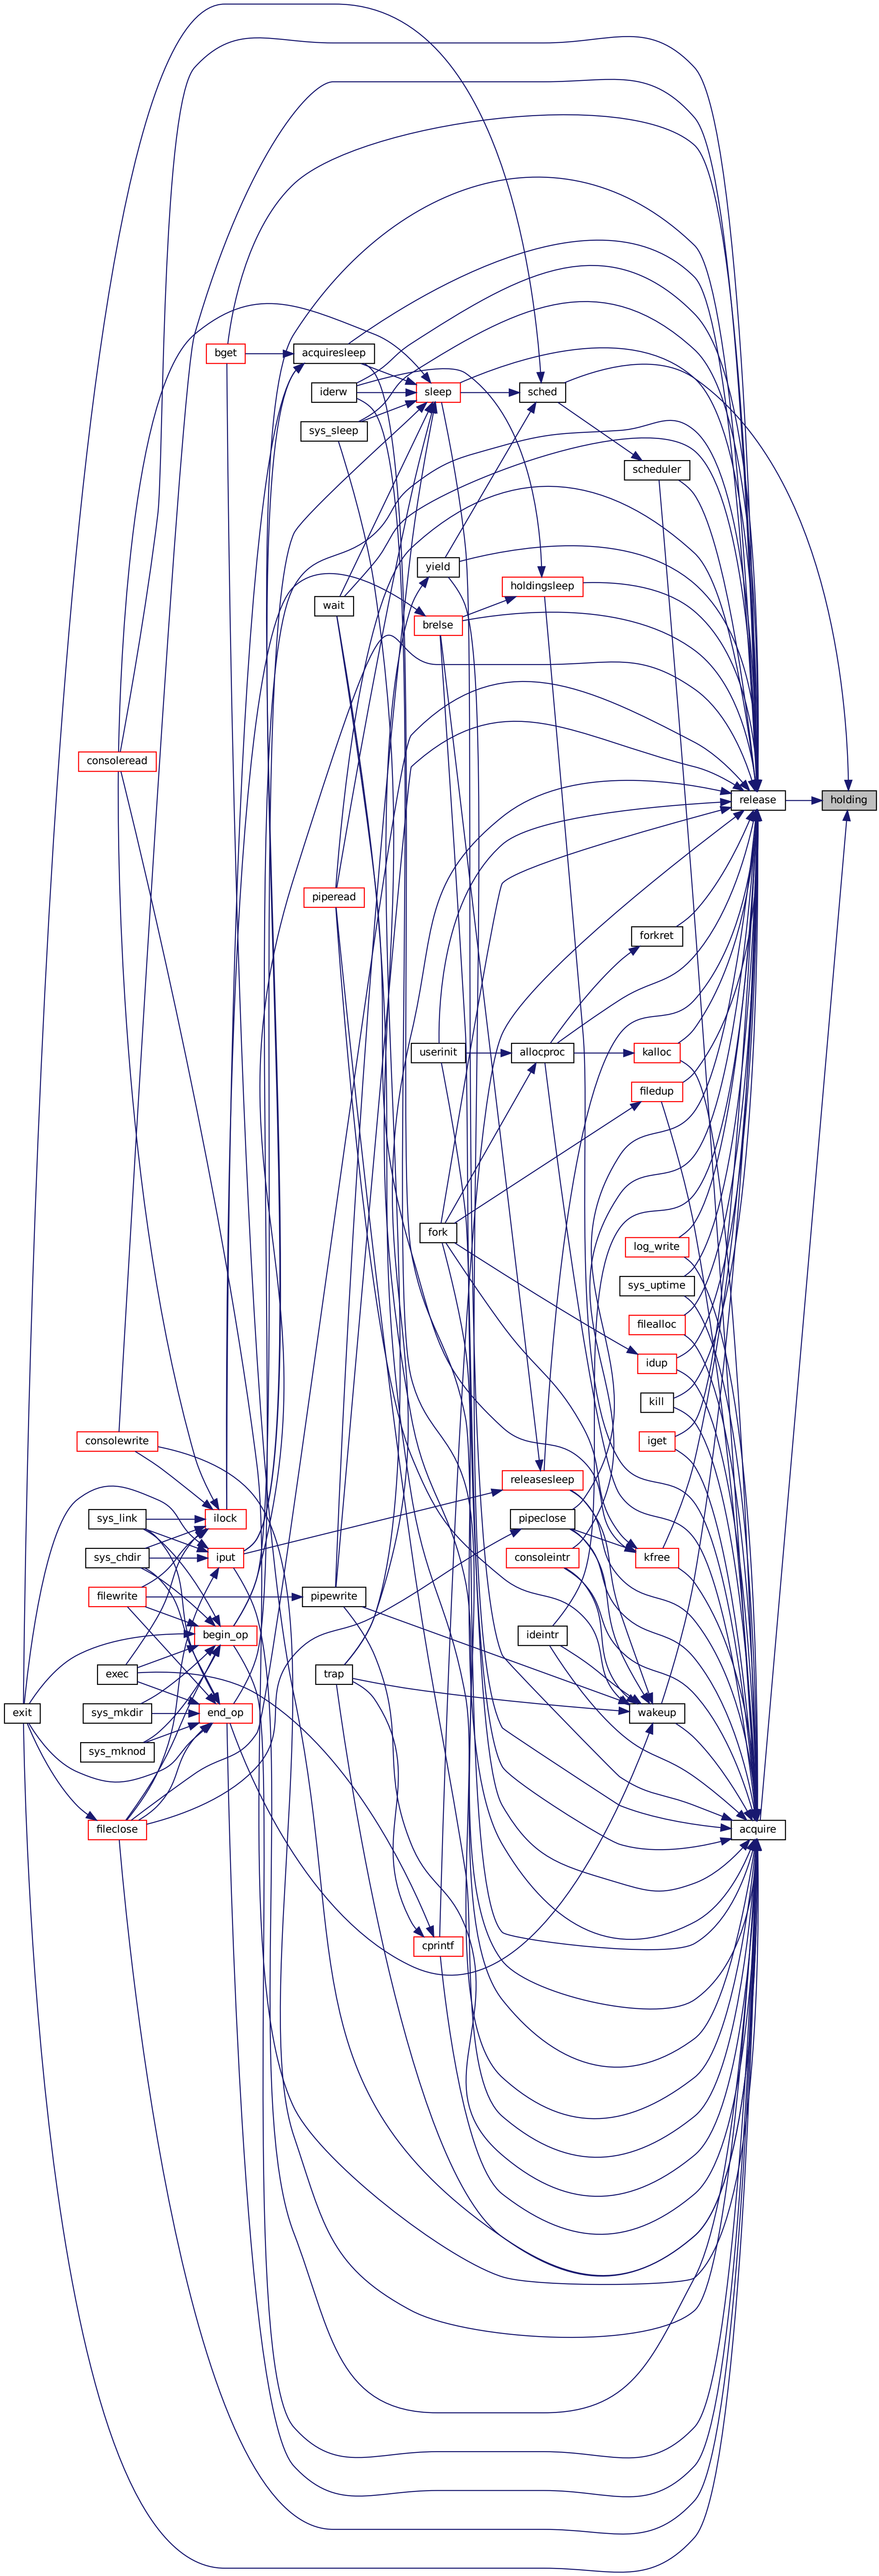 bget
acquiresleep
iderw
sleep
sched
sys_sleep
scheduler
yield
holdingsleep
wait
brelse
consoleread
release
holding
piperead
forkret
userinit
allocproc
kalloc
filedup
fork
log_write
sys_uptime
filealloc
idup
kill
consolewrite
iget
releasesleep
sys_link
ilock
pipeclose
sys_chdir
iput
consoleintr
kfree
filewrite
pipewrite
begin_op
ideintr
exec
trap
exit
sys_mkdir
end_op
wakeup
sys_mknod
fileclose
acquire
cprintf